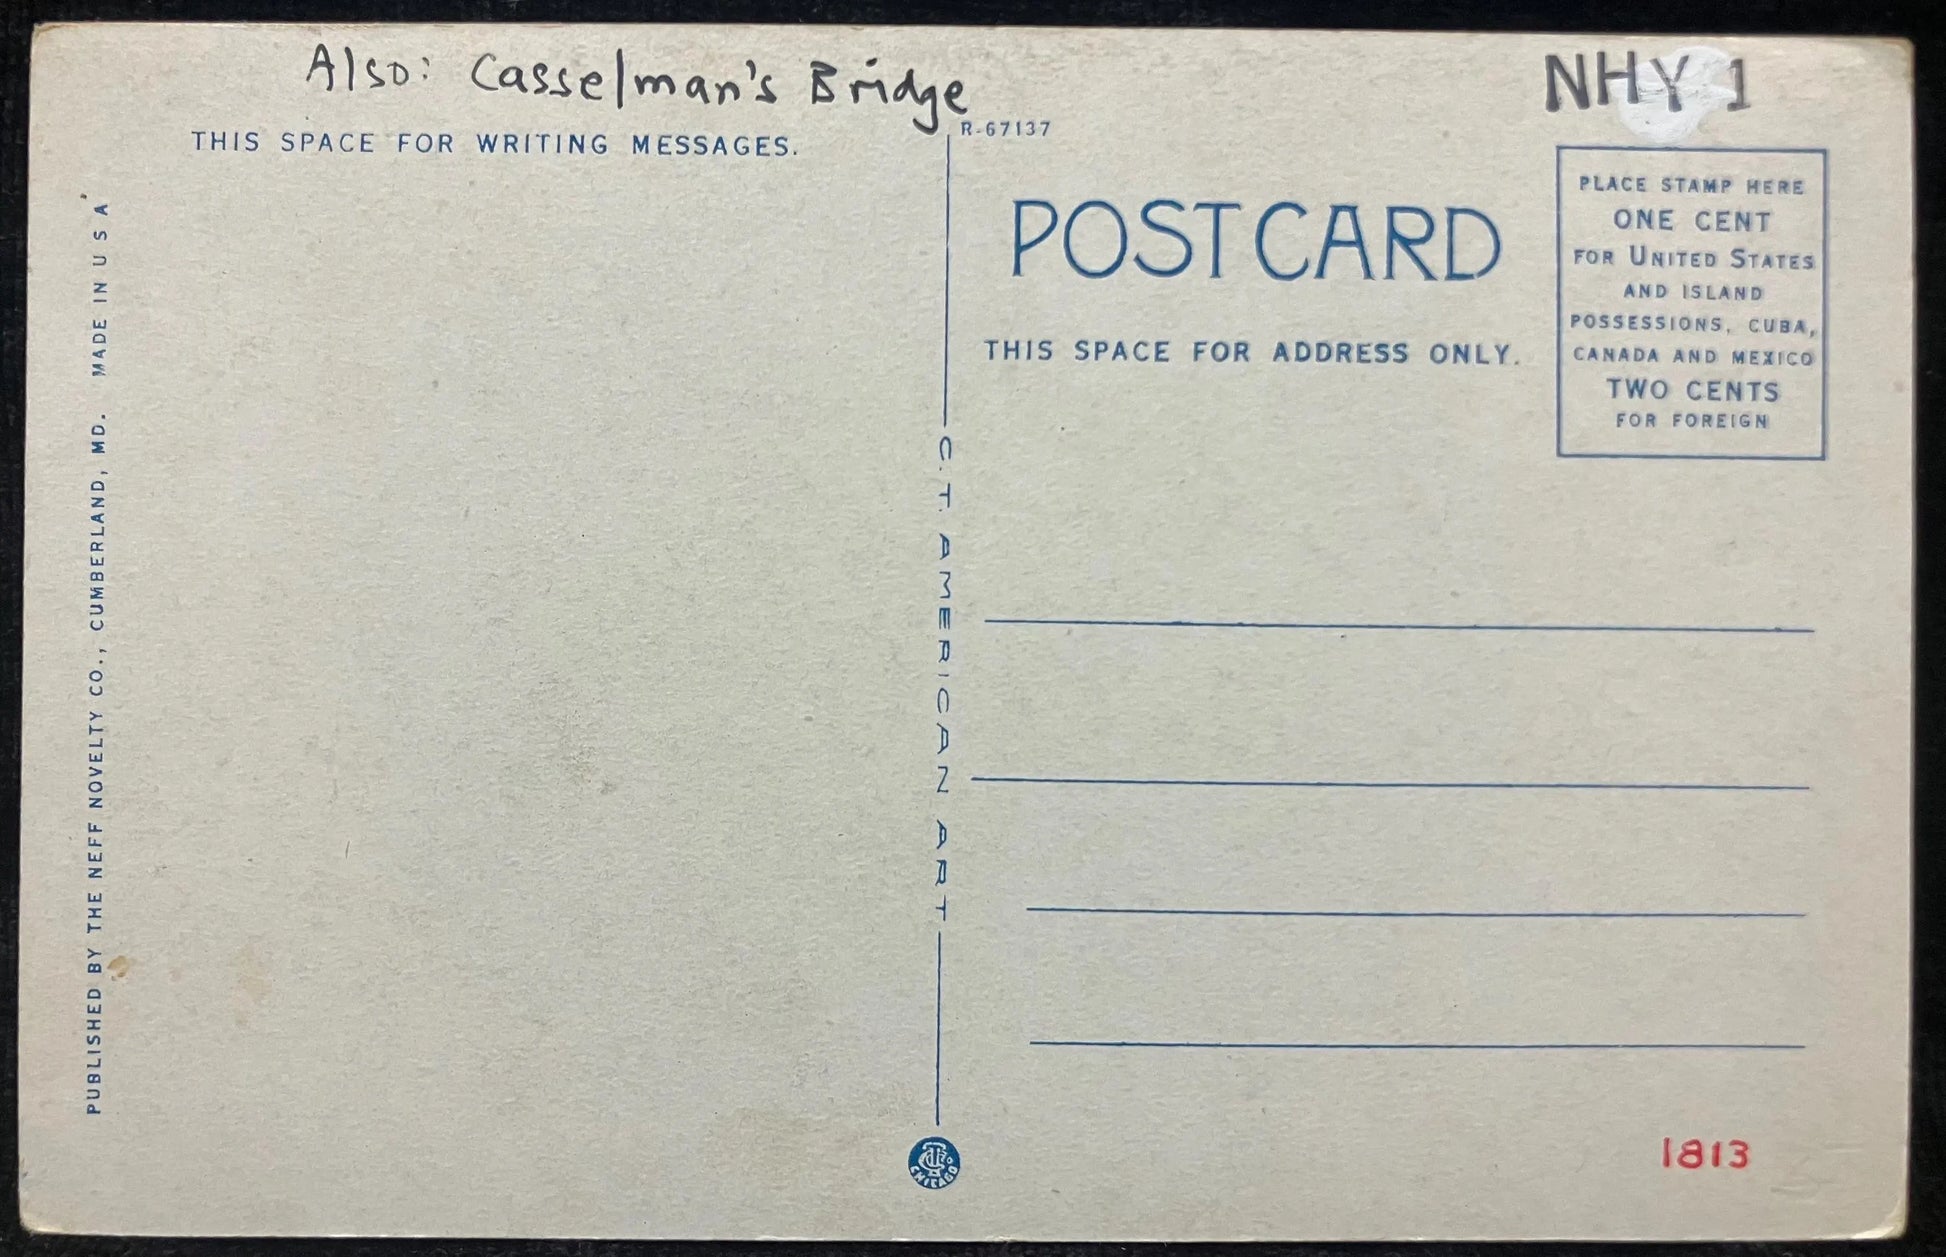 Also: Casselman's Bridge
NHY 1
THIS SPACE FOR WRITING MESSAGES.
R-67137
POSTCARD
THIS SPACE FOR ADDRESS ONLY.
PLACE STAMP HERE
ONE CENT
FOR UNITED STATES
AND ISLAND
POSSESSIONS, CUBA,
CANADA AND MEXICO
TWO CENTS
FOR FOREIGN
PUBLISHED BY THE NEFF NOVELTY CO., CUMBERLAND, MD. MADE IN U S A
C. T. AMERICAN ART
CHICAGO
1813